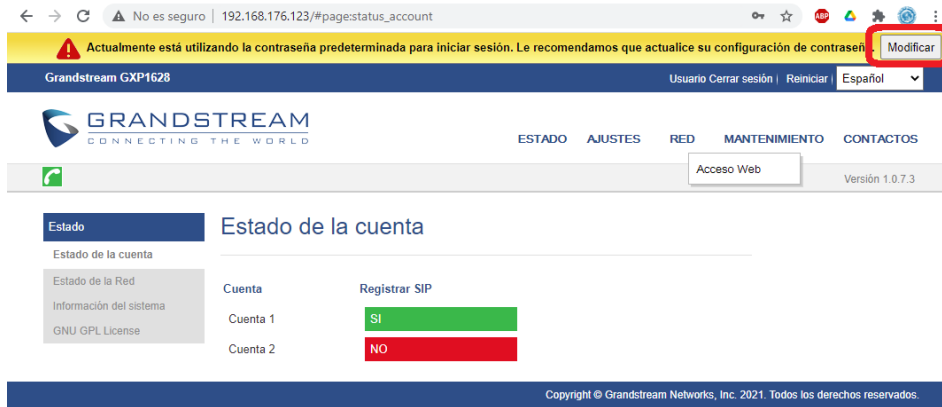 No es seguro | 192.168.176.123/#page:status_account
ABP
Actualmente está utilizando la contraseña predeterminada para iniciar sesión. Le recomendamos que actualice su configuración de contraseñ. Modificar
Grandstream GXP1628 Usuario Cerrar sesión | Reiniciar | Español
GRANDSTREAM
CONNECTING THE WORLD
ESTADO AJUSTES RED MANTENIMIENTO CONTACTOS
Acceso Web
Versión 1.0.7.3
Estado
Estado de la cuenta
Estado de la Red
Información del sistema
GNU GPL License
Estado de la cuenta
Cuenta Registrar SIP
Cuenta 1 SI
Cuenta 2 NO
Copyright © Grandstream Networks, Inc. 2021. Todos los derechos reservados.